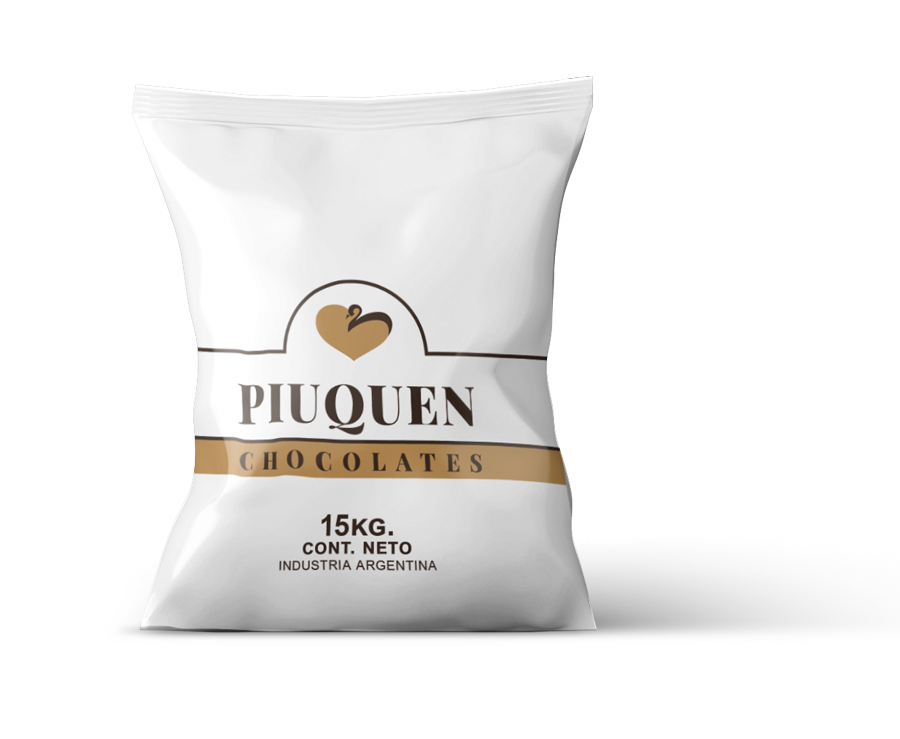 PIUQUEN
CHOCOLATES
15KG.
CONT. NETO
INDUSTRIA ARGENTINA